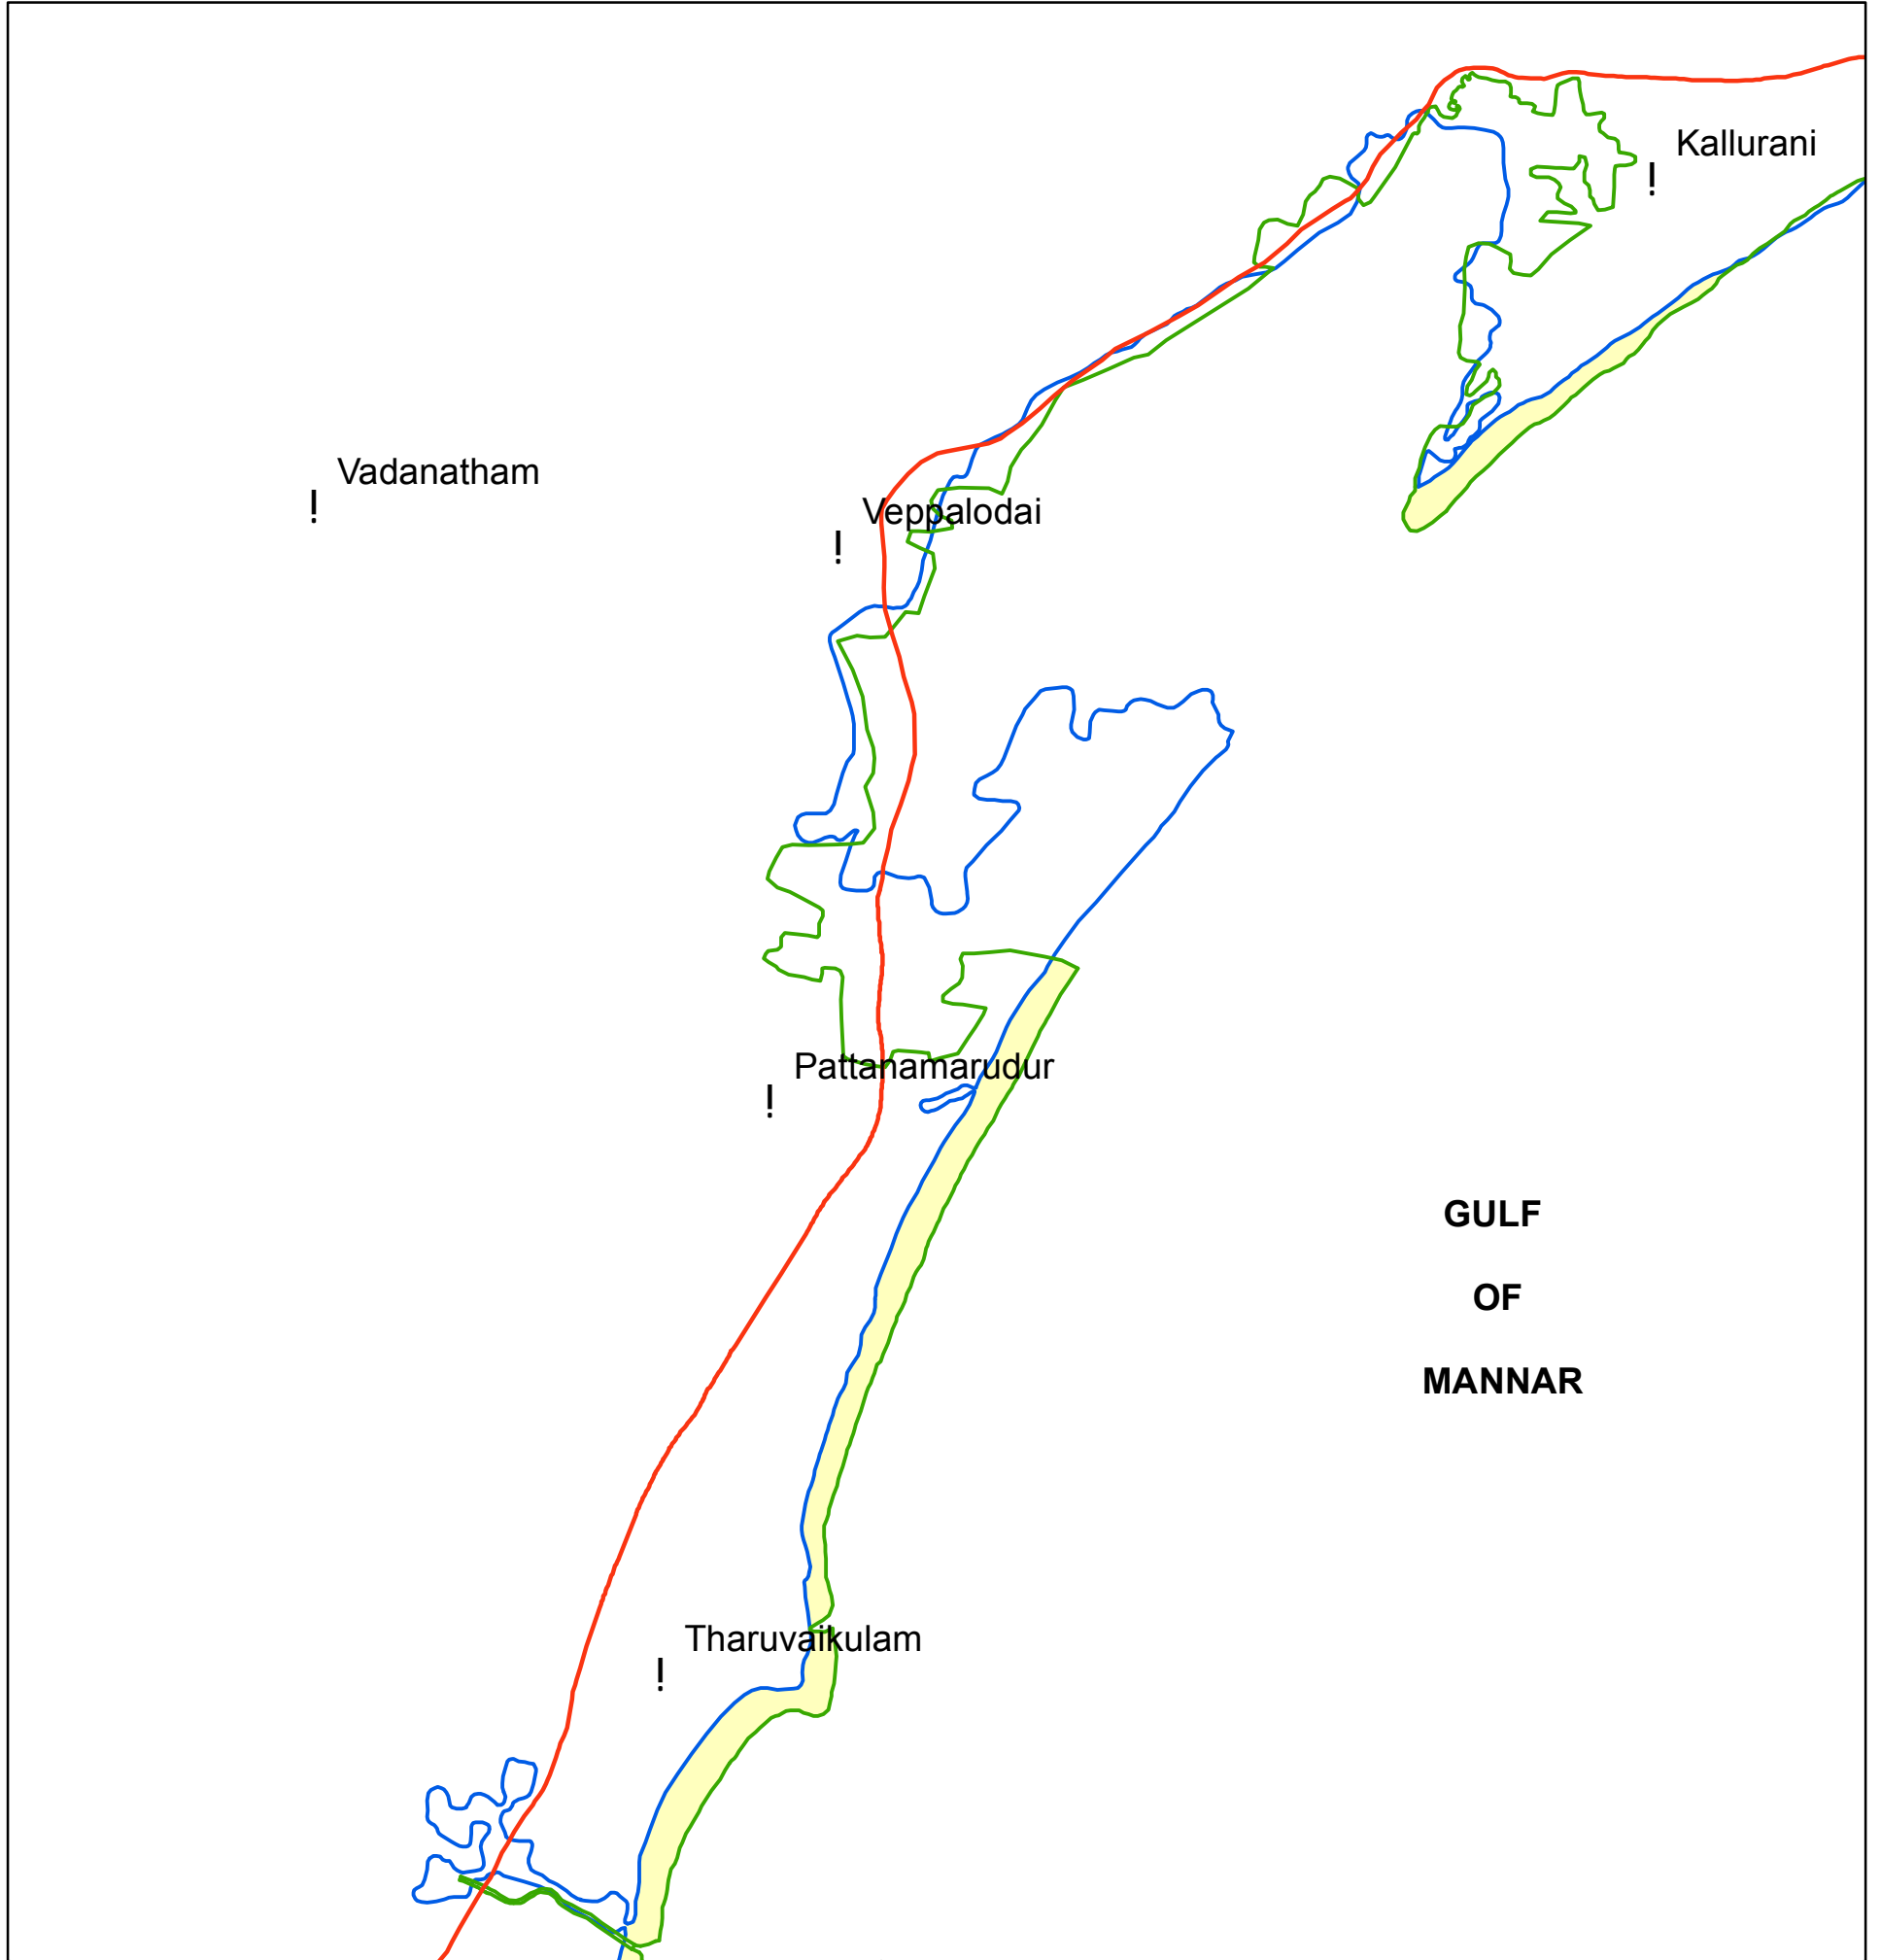 Kallurani
!
Vadanatham
!
Veppalodai
!
Pattanamarudur
!
GULF
OF
MANNAR
Tharuvaikulam
!